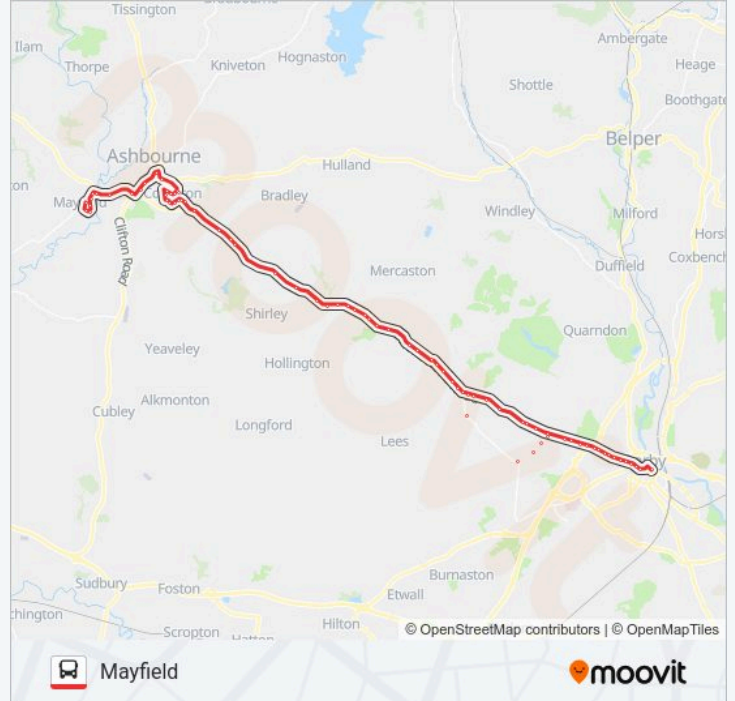 Tissington
Ambergate
Ilam
Thorpe
Kniveton
Hognaston
Heage
Shottle
Boothgate
Ashbourne
Belper
Hulland
Bradley
Windley
Milford
Clifton Road
Duffield
Mercaston
Shirley
Quarndon
Yeaveley
Hollington
Alkmonton
Cubley
Longford
Lees
Burnaston
Sudbury
Foston
Etwall
Hilton
Scropton
© OpenStreetMap contributors | © OpenMapTiles
Mayfield
moovit